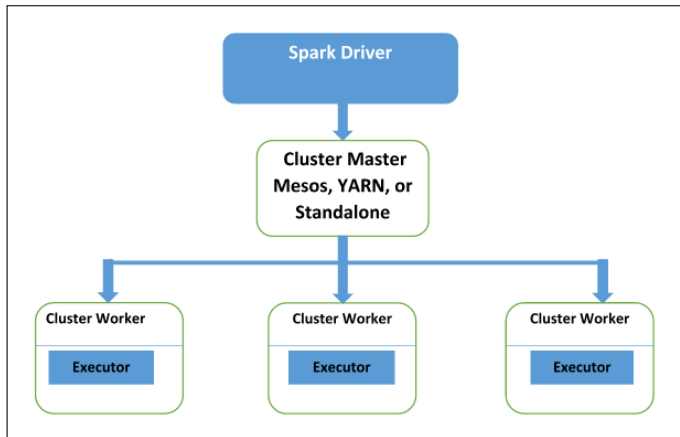 Spark Driver
Cluster Master
Mesos, YARN, or
Standalone
Cluster Worker
Cluster Worker
Cluster Worker
Executor
Executor
Executor